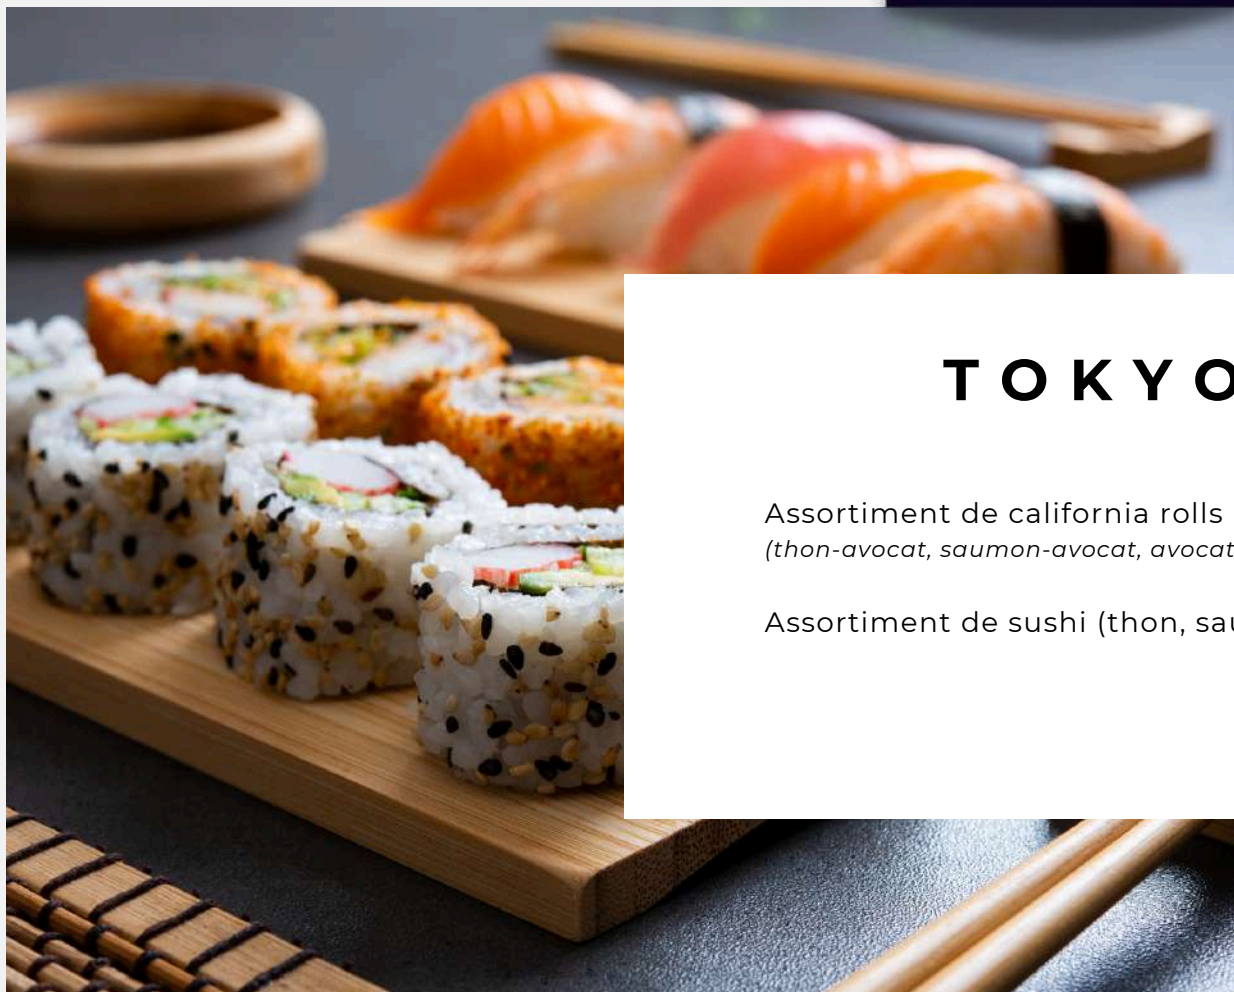 TOKYO
Assortiment de california rolls
(thon-avocat, saumon-avocat, avocat
Assortiment de sushi (thon,